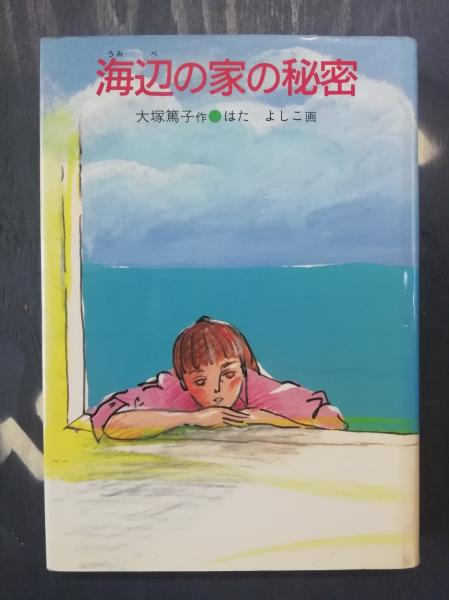 うみ べ
海辺の家の秘密
大塚篤子作●はた よしこ画